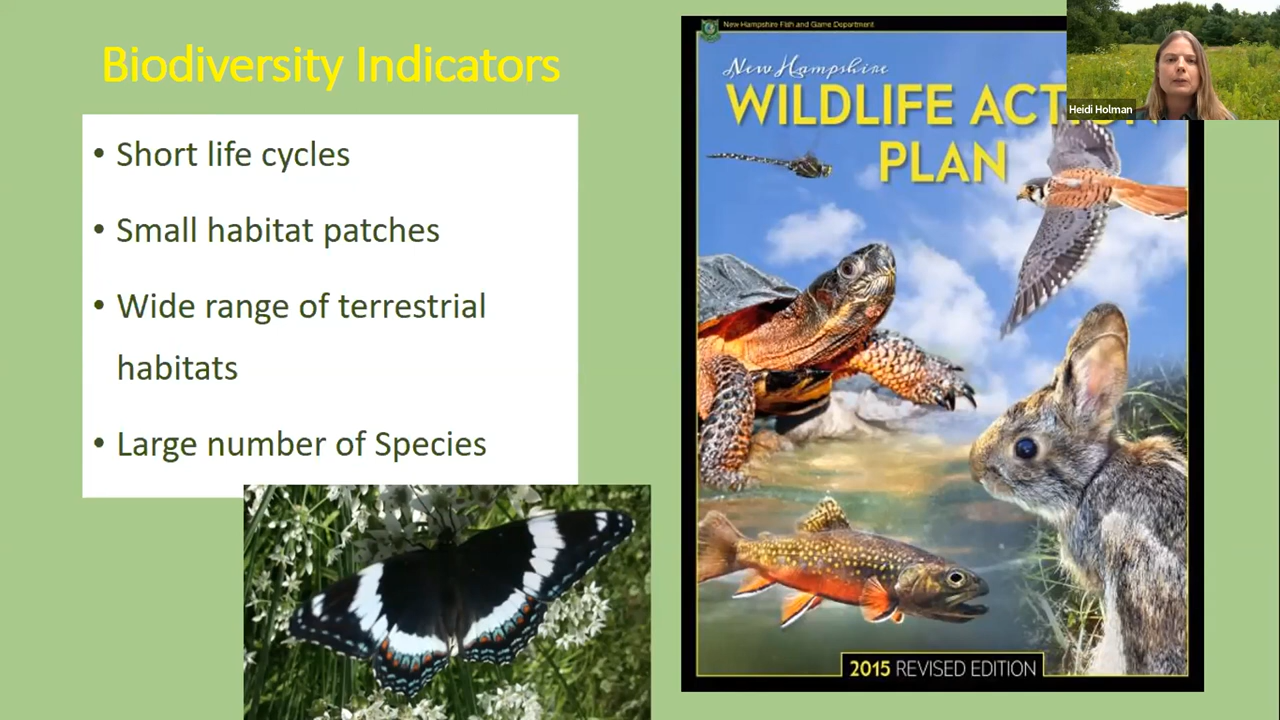 Biodiversity Indicators
• Short life cycles
• Small habitat patches
• Wide range of terrestrial
habitats
• Large number of Species
New Hampshire Fish and Game Department
New Hampshire
WILDLIFE ACTION
PLAN
2015 REVISED EDITION
Heidi Holman